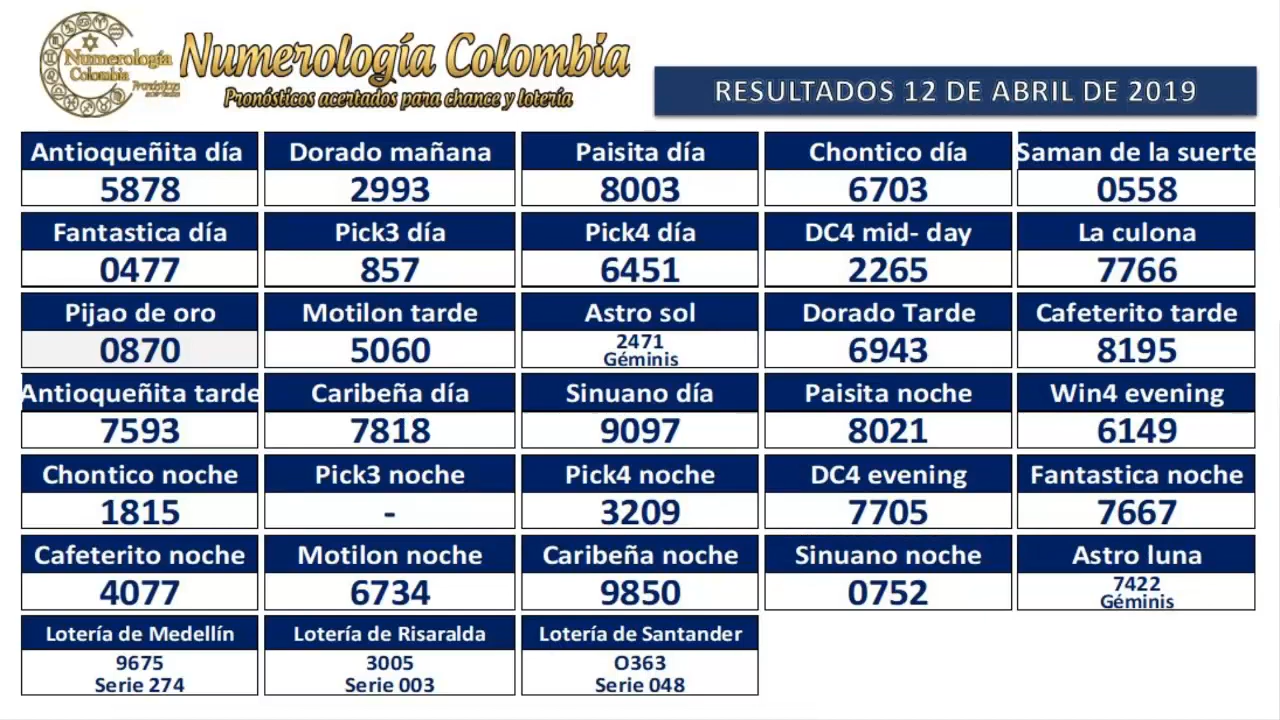 Numerología
Colombia
Pronósticos
Numerología Colombia
Pronósticos acertados para chance y lotería
RESULTADOS 12 DE ABRIL DE 2019
Antioqueñita día Dorado mañana Paisita día Chontico día Saman de la suerte
5878 2993 8003 6703 0558
Fantastica día Pick3 día Pick4 día DC4 mid- day La culona
0477 857 6451 2265 7766
Pijao de oro Motilon tarde Astro sol Dorado Tarde Cafeterito tarde
0870 5060 2471 6943 8195
Géminis
Antioqueñita tarde Caribeña día Sinuano día Paisita noche Win4 evening
7593 7818 9097 8021 6149
Chontico noche Pick3 noche Pick4 noche DC4 evening Fantastica noche
1815 - 3209 7705 7667
Cafeterito noche Motilon noche Caribeña noche Sinuano noche Astro luna
4077 6734 9850 0752 7422
Géminis
Lotería de Medellín Lotería de Risaralda Lotería de Santander
9675 3005 O363
Serie 274 Serie 003 Serie 048